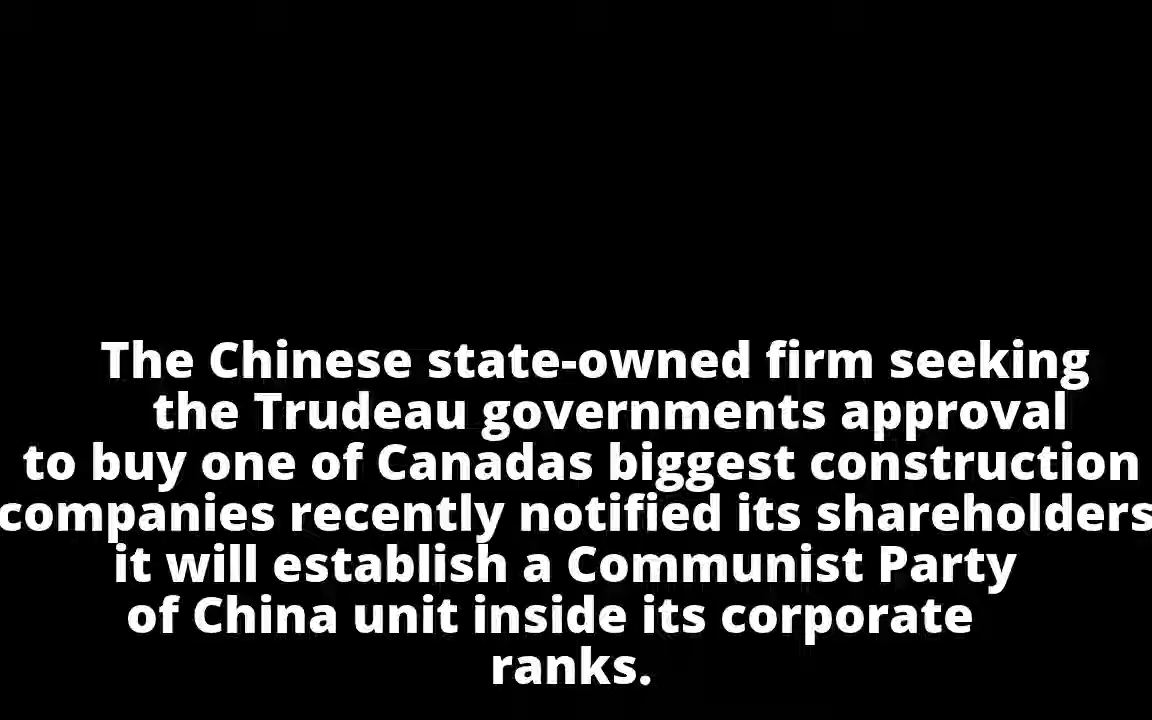 The Chinese state-owned firm seeking
the Trudeau governments approval
to buy one of Canadas biggest construction
companies recently notified its shareholders
it will establish a Communist Party
of China unit inside its corporate
ranks.